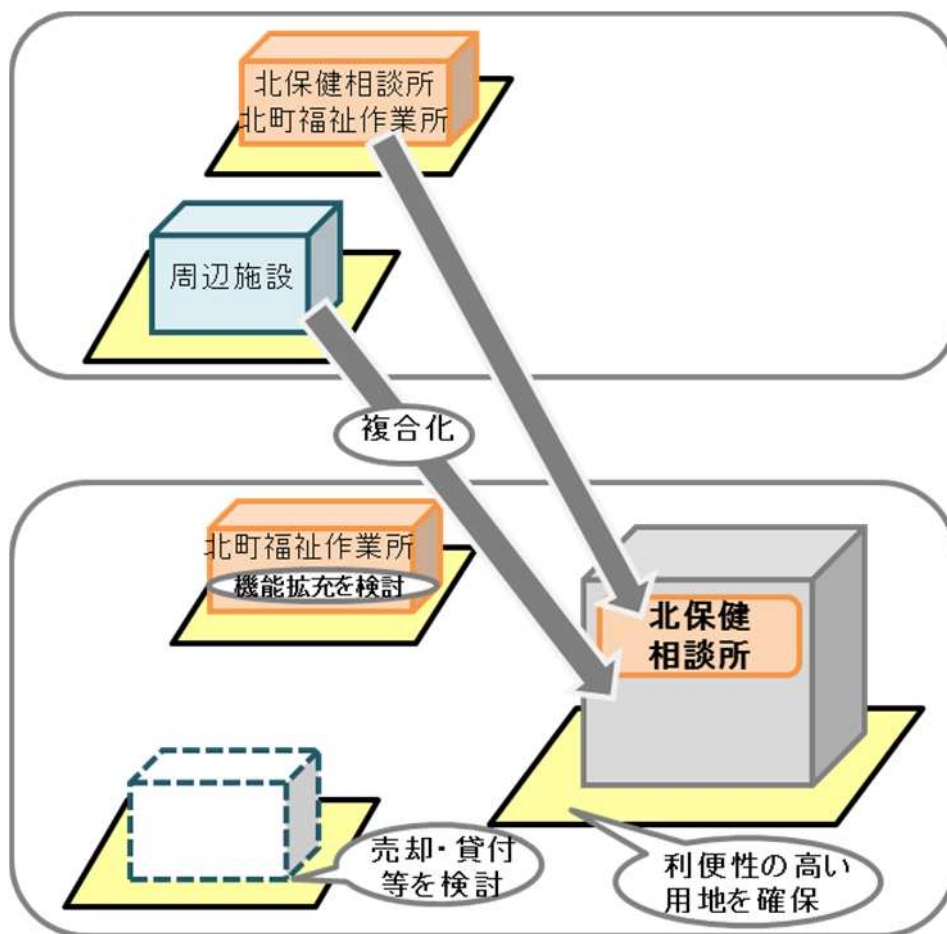 北保健相談所
北町福祉作業所
周辺施設
複合化
北町福祉作業所
機能拡充を検討
北保健
相談所
売却・貸付
等を検討
利便性の高い
用地を確保